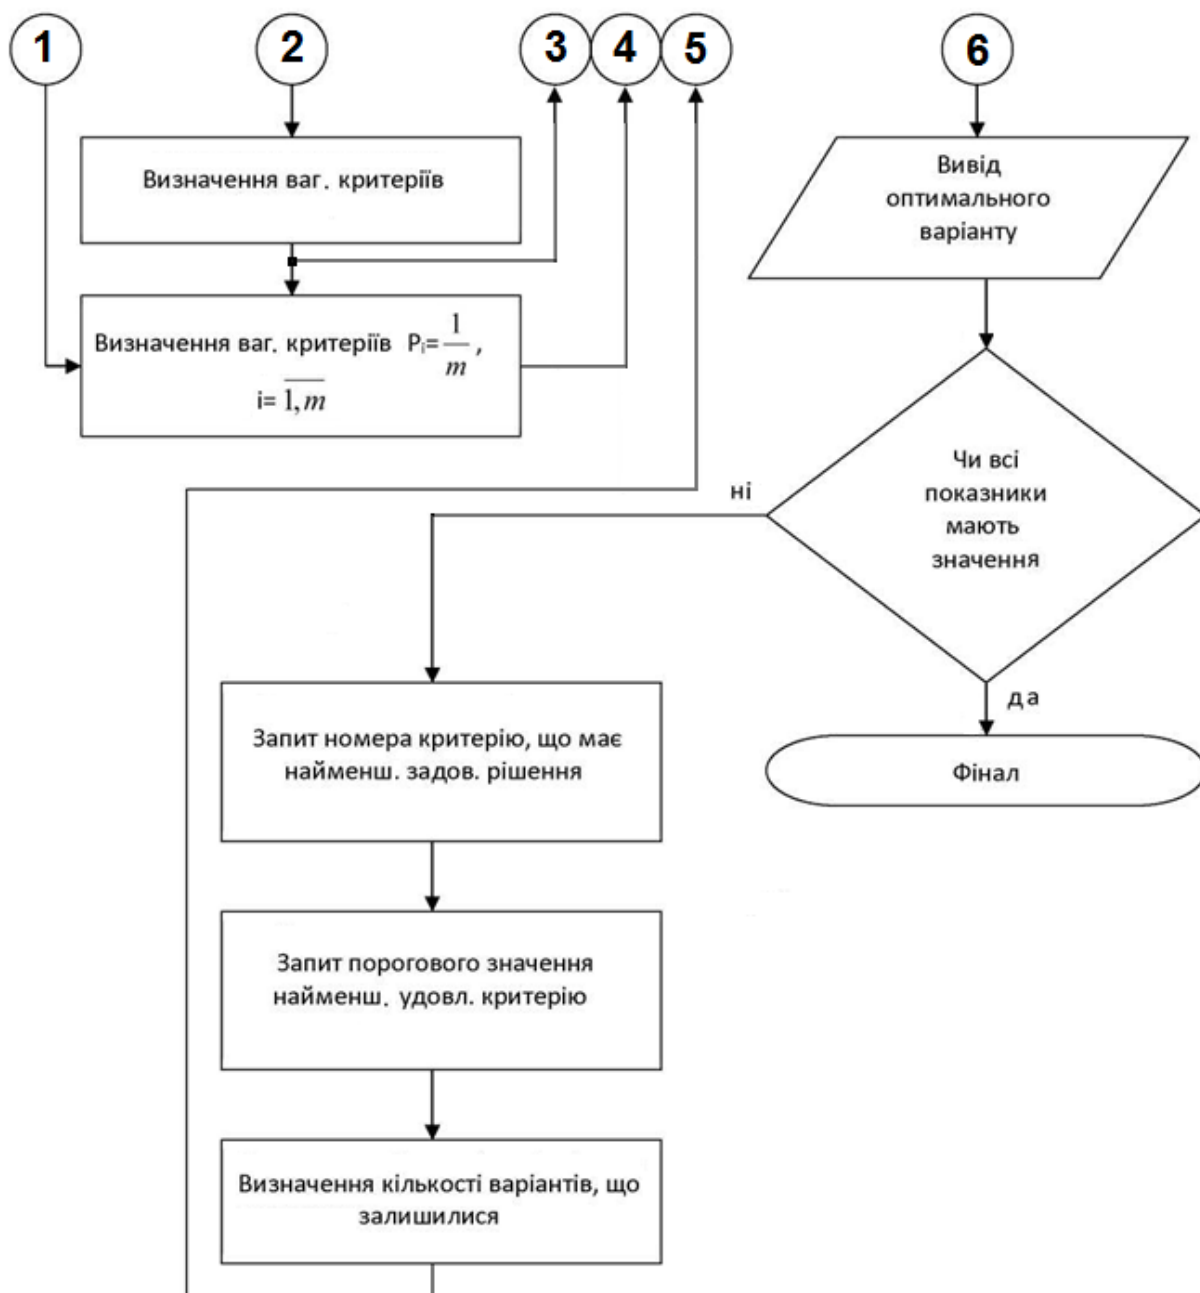 1 2 3 4 5 6
Визначення ваг. критеріїв
Визначення ваг. критеріїв Pᵢ=1/m,
i= 1,m
Вивід
оптимального
варіанту
Чи всі
показники
мають
значення
ні
да
Фінал
Запит номера критерію, що має
найменш. задов. рішення
Запит порогового значення
найменш. удовл. критерію
Визначення кількості варіантів, що
залишилися